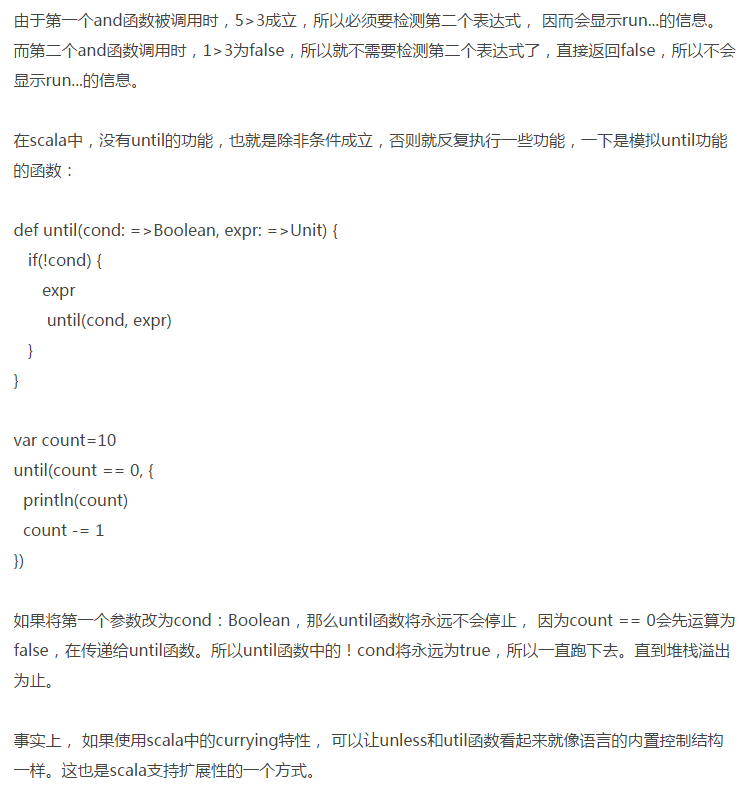 由于第一个and函数被调用时，5>3成立，所以必须要检测第二个表达式， 因而会显示run...的信息。
而第二个and函数调用时，1>3为false，所以就不需要检测第二个表达式了，直接返回false，所以不会
显示run...的信息。
在scala中，没有until的功能，也就是除非条件成立，否则就反复执行一些功能，一下是模拟until功能
的函数：
def until(cond: =>Boolean, expr: =>Unit) {
if(!cond) {
expr
until(cond, expr)
}
}
var count=10
until(count == 0, {
println(count)
count -= 1
})
如果将第一个参数改为cond：Boolean，那么until函数将永远不会停止， 因为count == 0会先运算为
false，在传递给until函数。所以until函数中的！cond将永远为true，所以一直跑下去。直到堆栈溢出
为止。
事实上， 如果使用scala中的currying特性， 可以让unless和util函数看起来就像语言的内置控制结构
一样。这也是scala支持扩展性的一个方式。